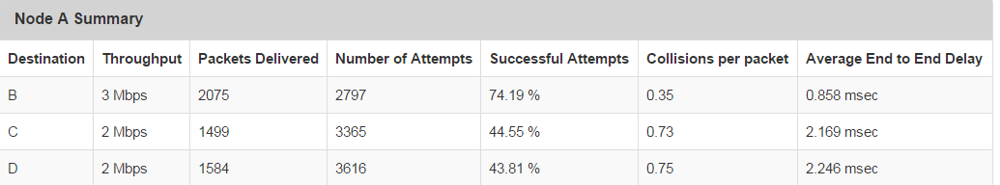 Node A Summary
Destination Throughput Packets Delivered Number of Attempts Successful Attempts Collisions per packet Average End to End Delay
B 3 Mbps 2075 2797 74.19 % 0.35 0.858 msec
C 2 Mbps 1499 3365 44.55 % 0.73 2.169 msec
D 2 Mbps 1584 3616 43.81 % 0.75 2.246 msec